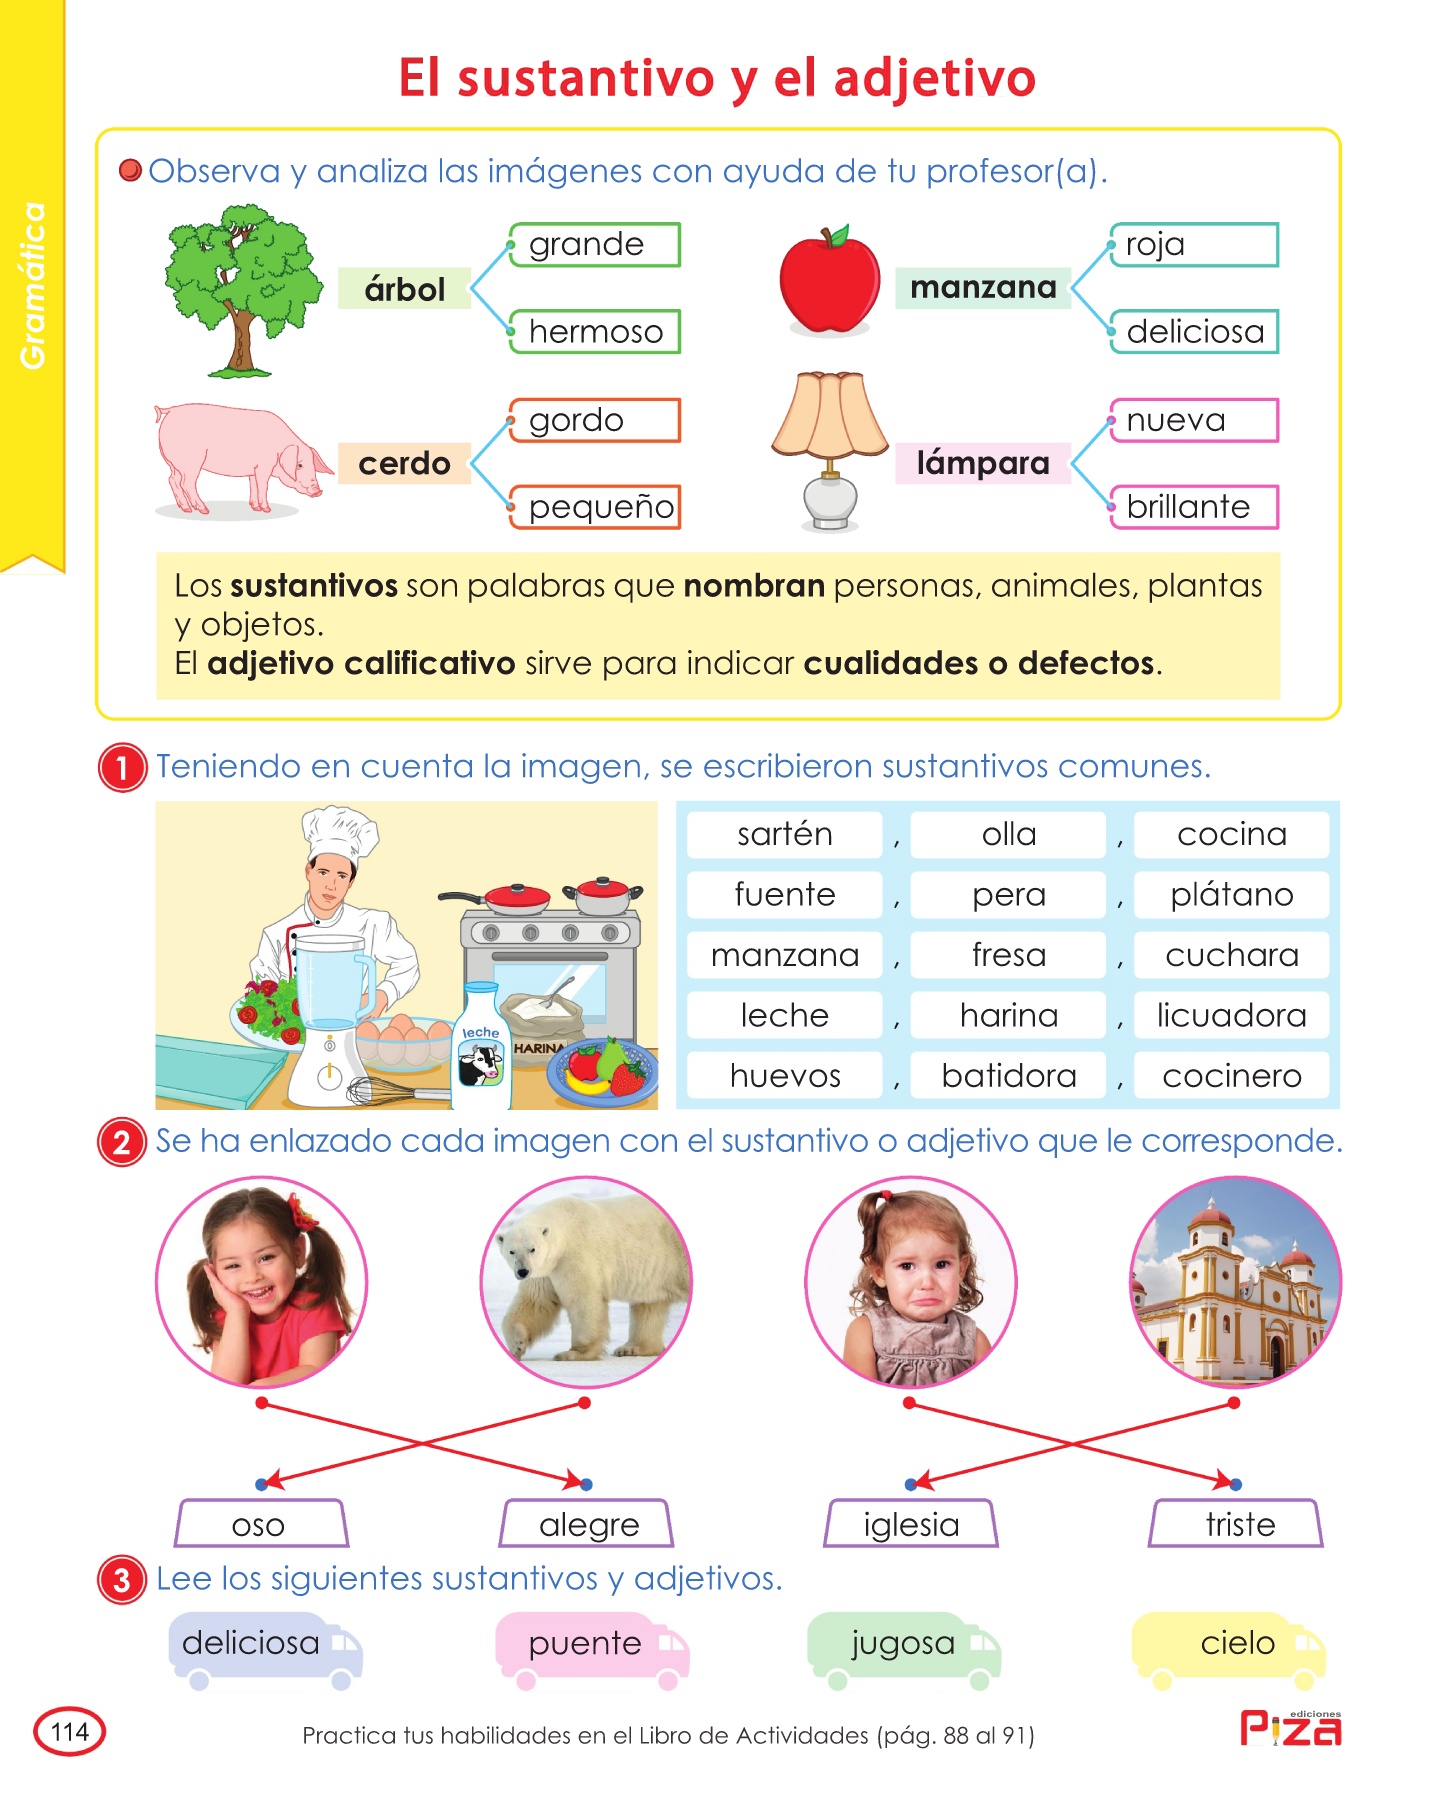 El sustantivo y el adjetivo
Gramática
Observa y analiza las imágenes con ayuda de tu profesor(a).
árbol
grande
hermoso
manzana
roja
deliciosa
cerdo
gordo
pequeño
lámpara
nueva
brillante
Los sustantivos son palabras que nombran personas, animales, plantas
y objetos.
El adjetivo calificativo sirve para indicar cualidades o defectos.
1 Teniendo en cuenta la imagen, se escribieron sustantivos comunes.
leche
HARINA
sartén , olla , cocina
fuente , pera , plátano
manzana , fresa , cuchara
leche , harina , licuadora
huevos , batidora , cocinero
2 Se ha enlazado cada imagen con el sustantivo o adjetivo que le corresponde.
oso alegre iglesia triste
3 Lee los siguientes sustantivos y adjetivos.
deliciosa puente jugosa cielo
114
Practica tus habilidades en el Libro de Actividades (pág. 88 al 91)
ediciones
Piza